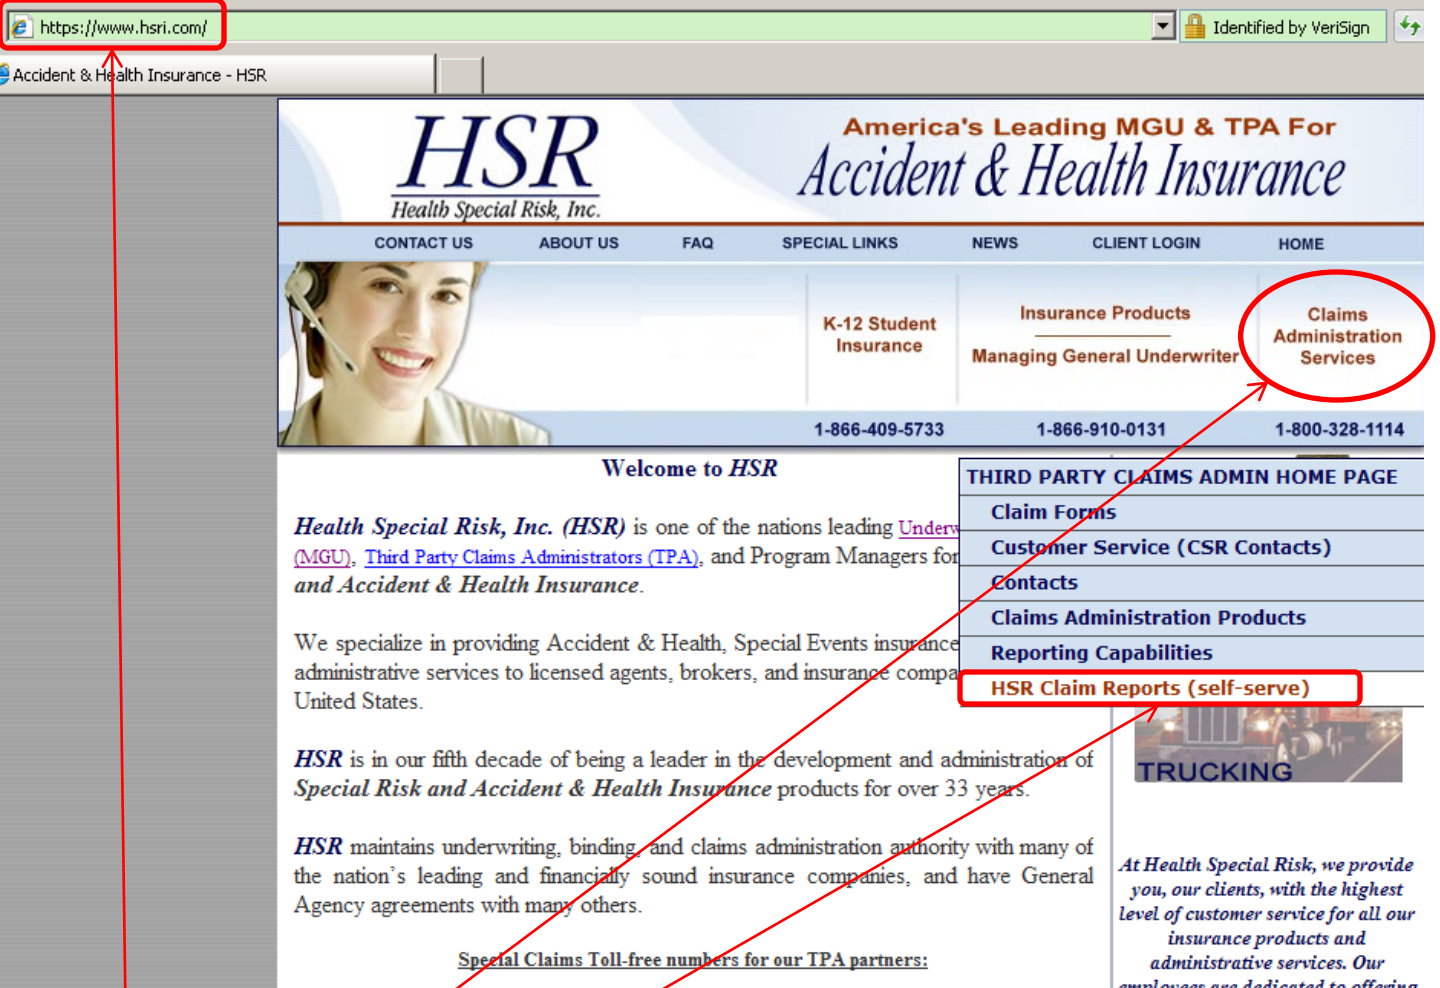 https://www.hsri.com/
Identified by VeriSign
Accident & Health Insurance - HSR
HSR
Health Special Risk, Inc.
America's Leading MGU & TPA For
Accident & Health Insurance
CONTACT US ABOUT US FAQ SPECIAL LINKS NEWS CLIENT LOGIN HOME
K-12 Student
Insurance
Insurance Products
Managing General Underwriter
Claims
Administration
Services
1-866-409-5733 1-866-910-0131 1-800-328-1114
Welcome to HSR
Health Special Risk, Inc. (HSR) is one of the nations leading Underw
(MGU), Third Party Claims Administrators (TPA), and Program Managers for
and Accident & Health Insurance.
We specialize in providing Accident & Health, Special Events insurance
administrative services to licensed agents, brokers, and insurance compa
United States.
HSR is in our fifth decade of being a leader in the development and administration of
Special Risk and Accident & Health Insurance products for over 33 years.
HSR maintains underwriting, binding, and claims administration authority with many of
the nation's leading and financially sound insurance companies, and have General
Agency agreements with many others.
Special Claims Toll-free numbers for our TPA partners:
THIRD PARTY CLAIMS ADMIN HOME PAGE
Claim Forms
Customer Service (CSR Contacts)
Contacts
Claims Administration Products
Reporting Capabilities
HSR Claim Reports (self-serve)
TRUCKING
At Health Special Risk, we provide
you, our clients, with the highest
level of customer service for all our
insurance products and
administrative services. Our
employees are dedicated to offering